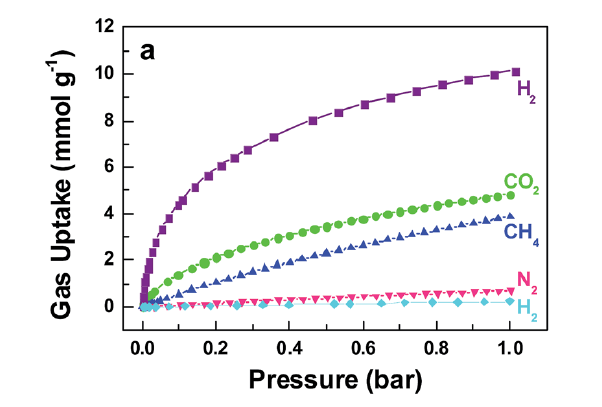 a
Gas Uptake (mmol g⁻¹)
12
10
8
6
4
2
0
H₂
CO₂
CH₄
N₂
H₂
0.0 0.2 0.4 0.6 0.8 1.0
Pressure (bar)